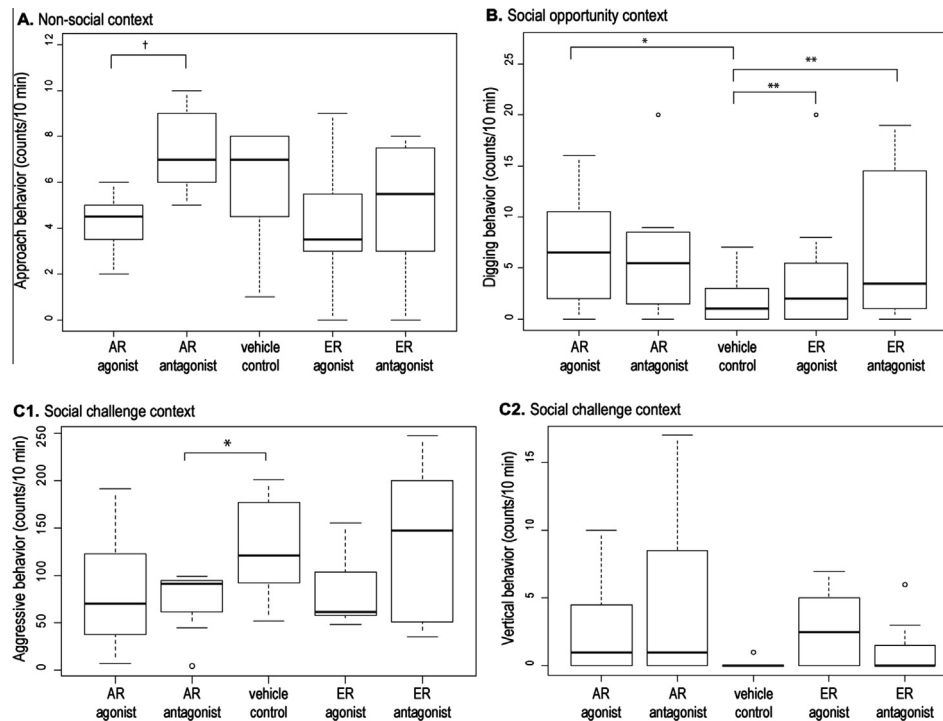 A. Non-social context
Approach behavior (counts/10 min)
12
10
8
6
4
2
0
†
AR agonist
AR antagonist
vehicle control
ER agonist
ER antagonist
B. Social opportunity context
Digging behavior (counts/10 min)
25
20
15
10
5
0
*
**
**
AR agonist
AR antagonist
vehicle control
ER agonist
ER antagonist
C1. Social challenge context
Aggressive behavior (counts/10 min)
250
200
150
100
50
0
*
AR agonist
AR antagonist
vehicle control
ER agonist
ER antagonist
C2. Social challenge context
Vertical behavior (counts/10 min)
15
10
5
0
AR agonist
AR antagonist
vehicle control
ER agonist
ER antagonist